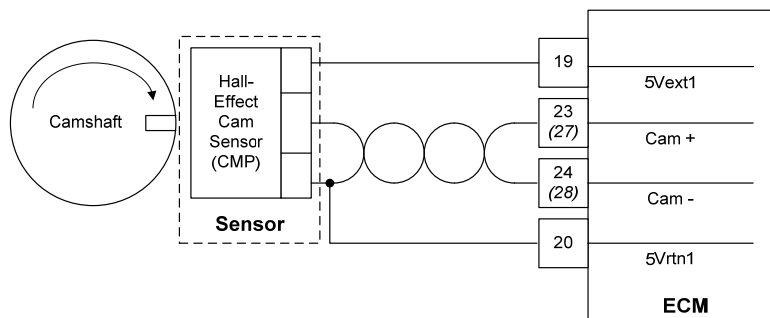 Camshaft
Hall-
Effect
Cam
Sensor
(CMP)
Sensor
19
5Vext1
23
(27)
Cam +
24
(28)
Cam -
20
5Vrtn1
ECM